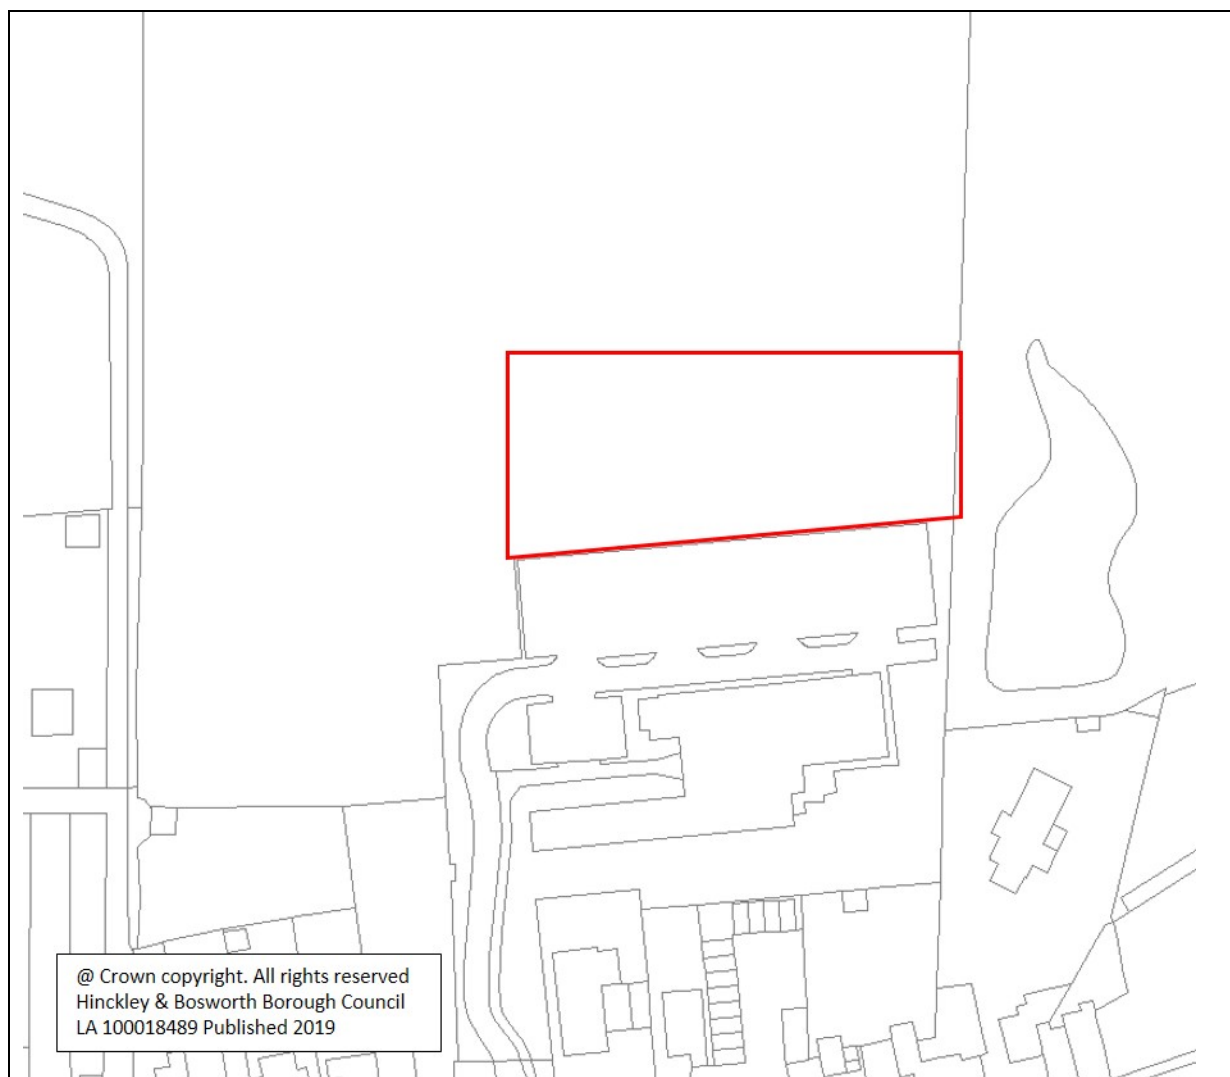 @ Crown copyright. All rights reserved
Hinckley & Bosworth Borough Council
LA 100018489 Published 2019